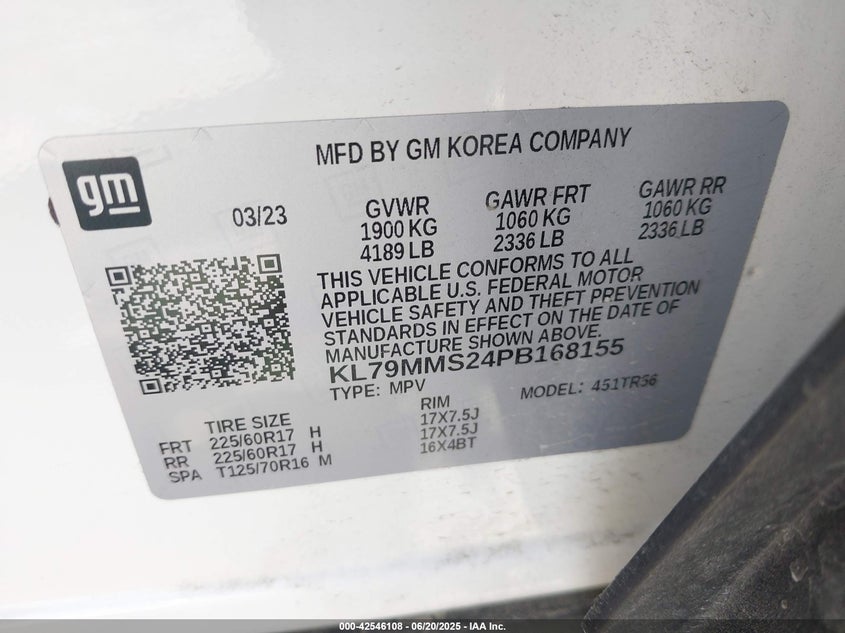 MFD BY GM KOREA COMPANY
gm
03/23
GVWR GAWR FRT GAWR RR
1900 KG 1060 KG 1060 KG
4189 LB 2336 LB 2336 LB
THIS VEHICLE CONFORMS TO ALL
APPLICABLE U.S. FEDERAL MOTOR
VEHICLE SAFETY AND THEFT PREVENTION
STANDARDS IN EFFECT ON THE DATE OF
MANUFACTURE SHOWN ABOVE.
KL79MMS24PB168155
TYPE: MPV MODEL: 451TR56
TIRE SIZE RIM
FRT 225/60R17 H 17X7.5J
RR 225/60R17 H 17X7.5J
SPA T125/70R16 M 16X4BT
000-42546108 - 06/20/2025 - IAA Inc.